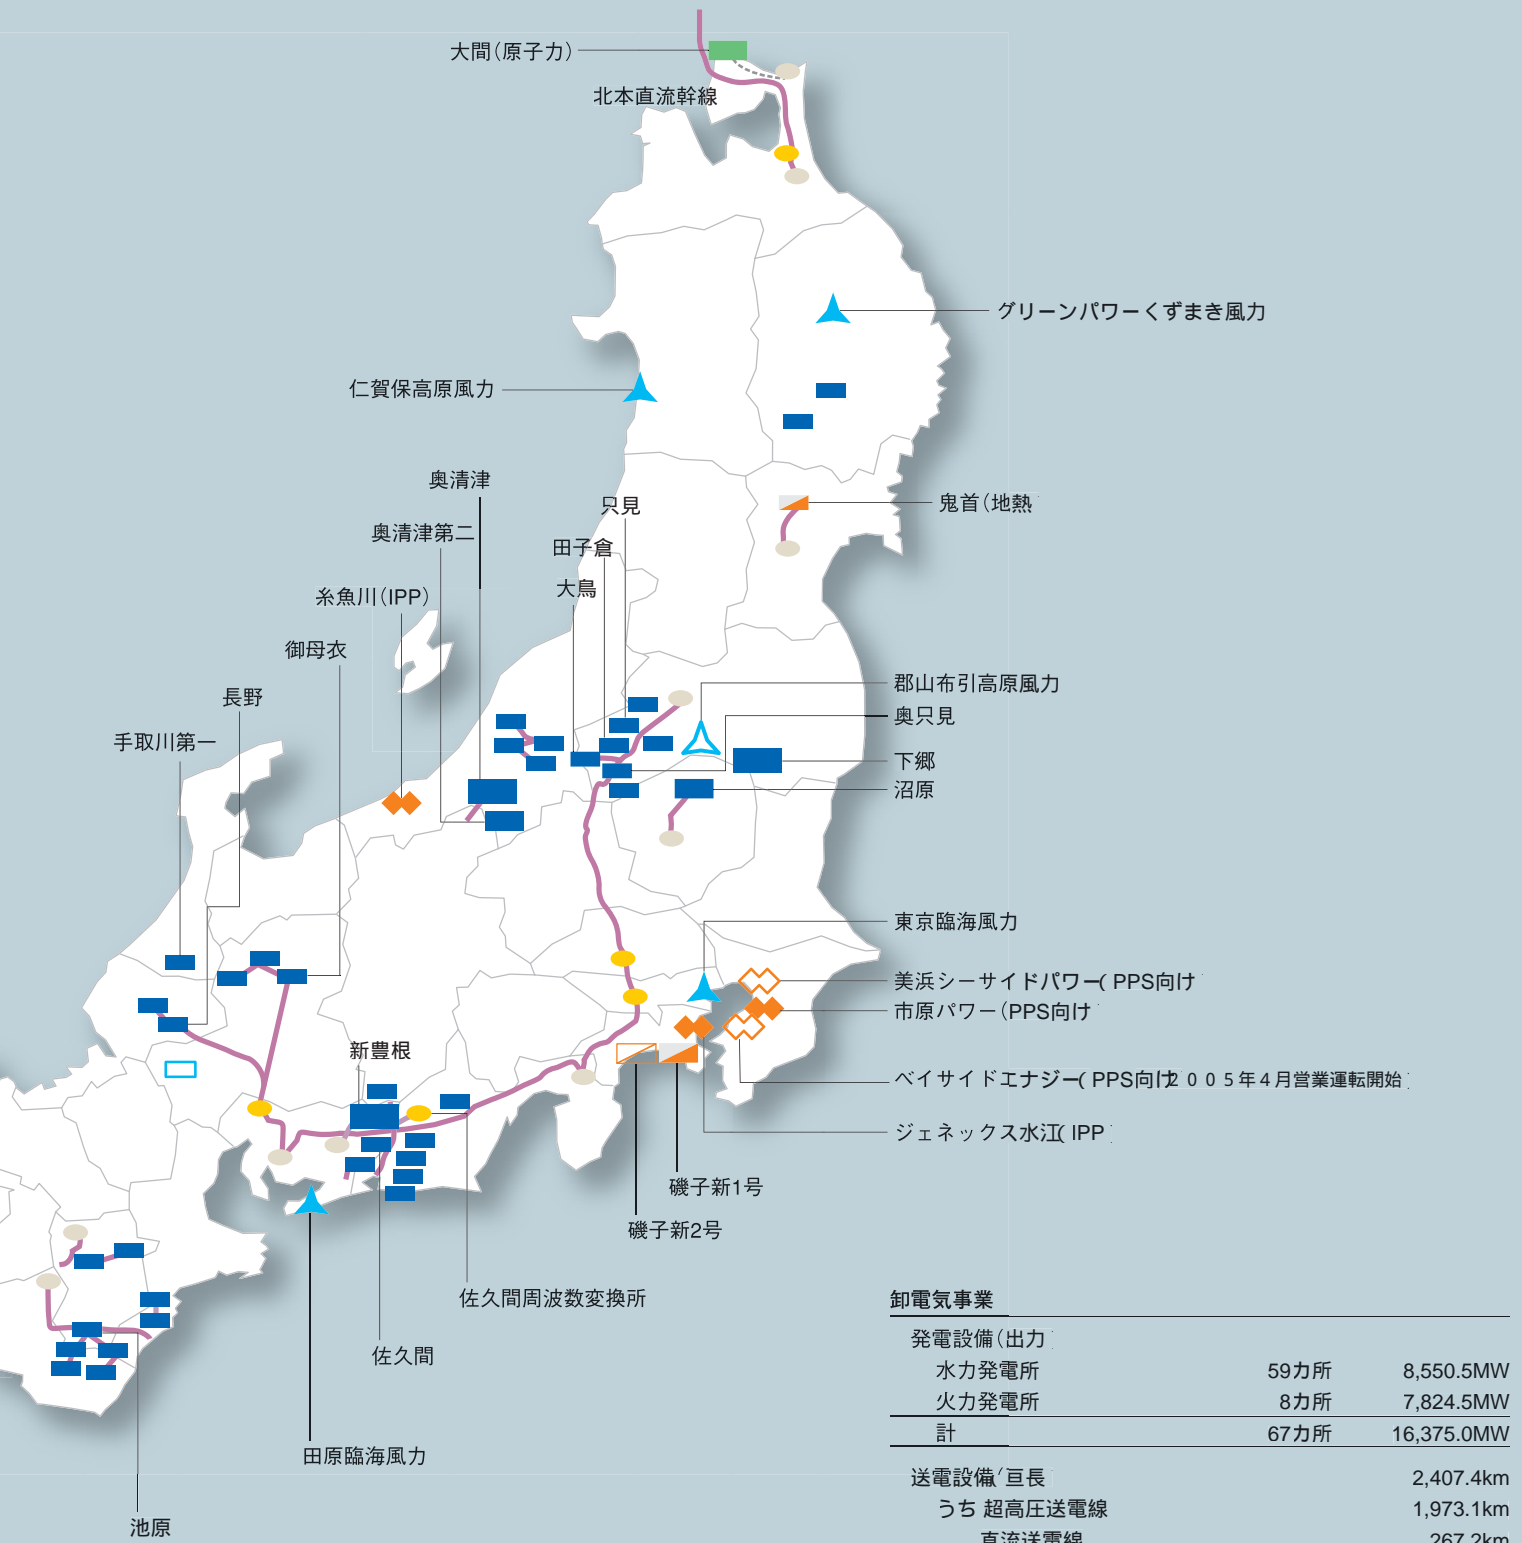 大間(原子力)
北本直流幹線
グリーンパワーくずまき風力
仁賀保高原風力
奥清津
只見
鬼首(地熱
奥清津第二
田子倉
大鳥
糸魚川(IPP)
御母衣
長野
手取川第一
郡山布引高原風力
奥只見
下郷
沼原
東京臨海風力
美浜シーサイドパワー( PPS向け
市原パワー(PPS向け
新豊根
ベイサイドエナジー( PPS向け2005年4月営業運転開始
ジェネックス水江( IPP
磯子新1号
磯子新2号
佐久間周波数変換所
佐久間
田原臨海風力
池原
卸電気事業
発電設備(出力
水力発電所 59カ所 8,550.5MW
火力発電所 8カ所 7,824.5MW
計 67カ所 16,375.0MW
送電設備(亘長 2,407.4km
うち 超高圧送電線 1,973.1km
直流送電線 267.2km